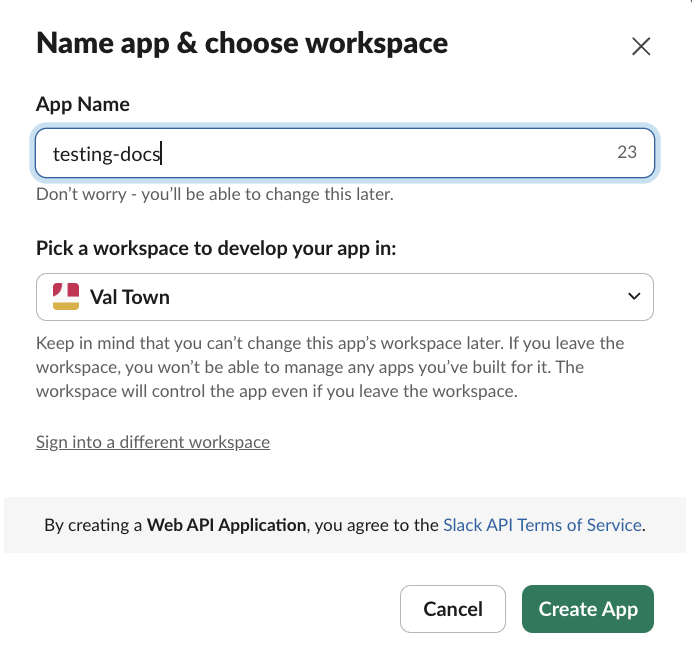 Name app & choose workspace
App Name
testing-docs 23
Don’t worry - you’ll be able to change this later.
Pick a workspace to develop your app in:
Val Town
Keep in mind that you can’t change this app’s workspace later. If you leave the
workspace, you won’t be able to manage any apps you’ve built for it. The
workspace will control the app even if you leave the workspace.
Sign into a different workspace
By creating a Web API Application, you agree to the Slack API Terms of Service.
Cancel Create App